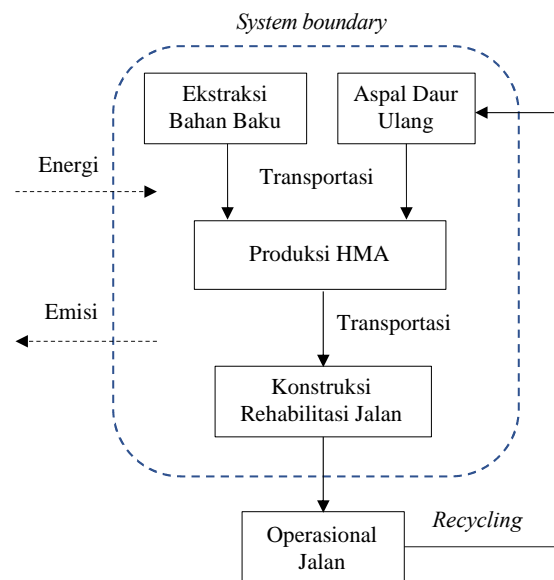 System boundary
Ekstraksi
Bahan Baku
Aspal Daur
Ulang
Energi
Transportasi
Produksi HMA
Emisi
Transportasi
Konstruksi
Rehabilitasi Jalan
Recycling
Operasional
Jalan